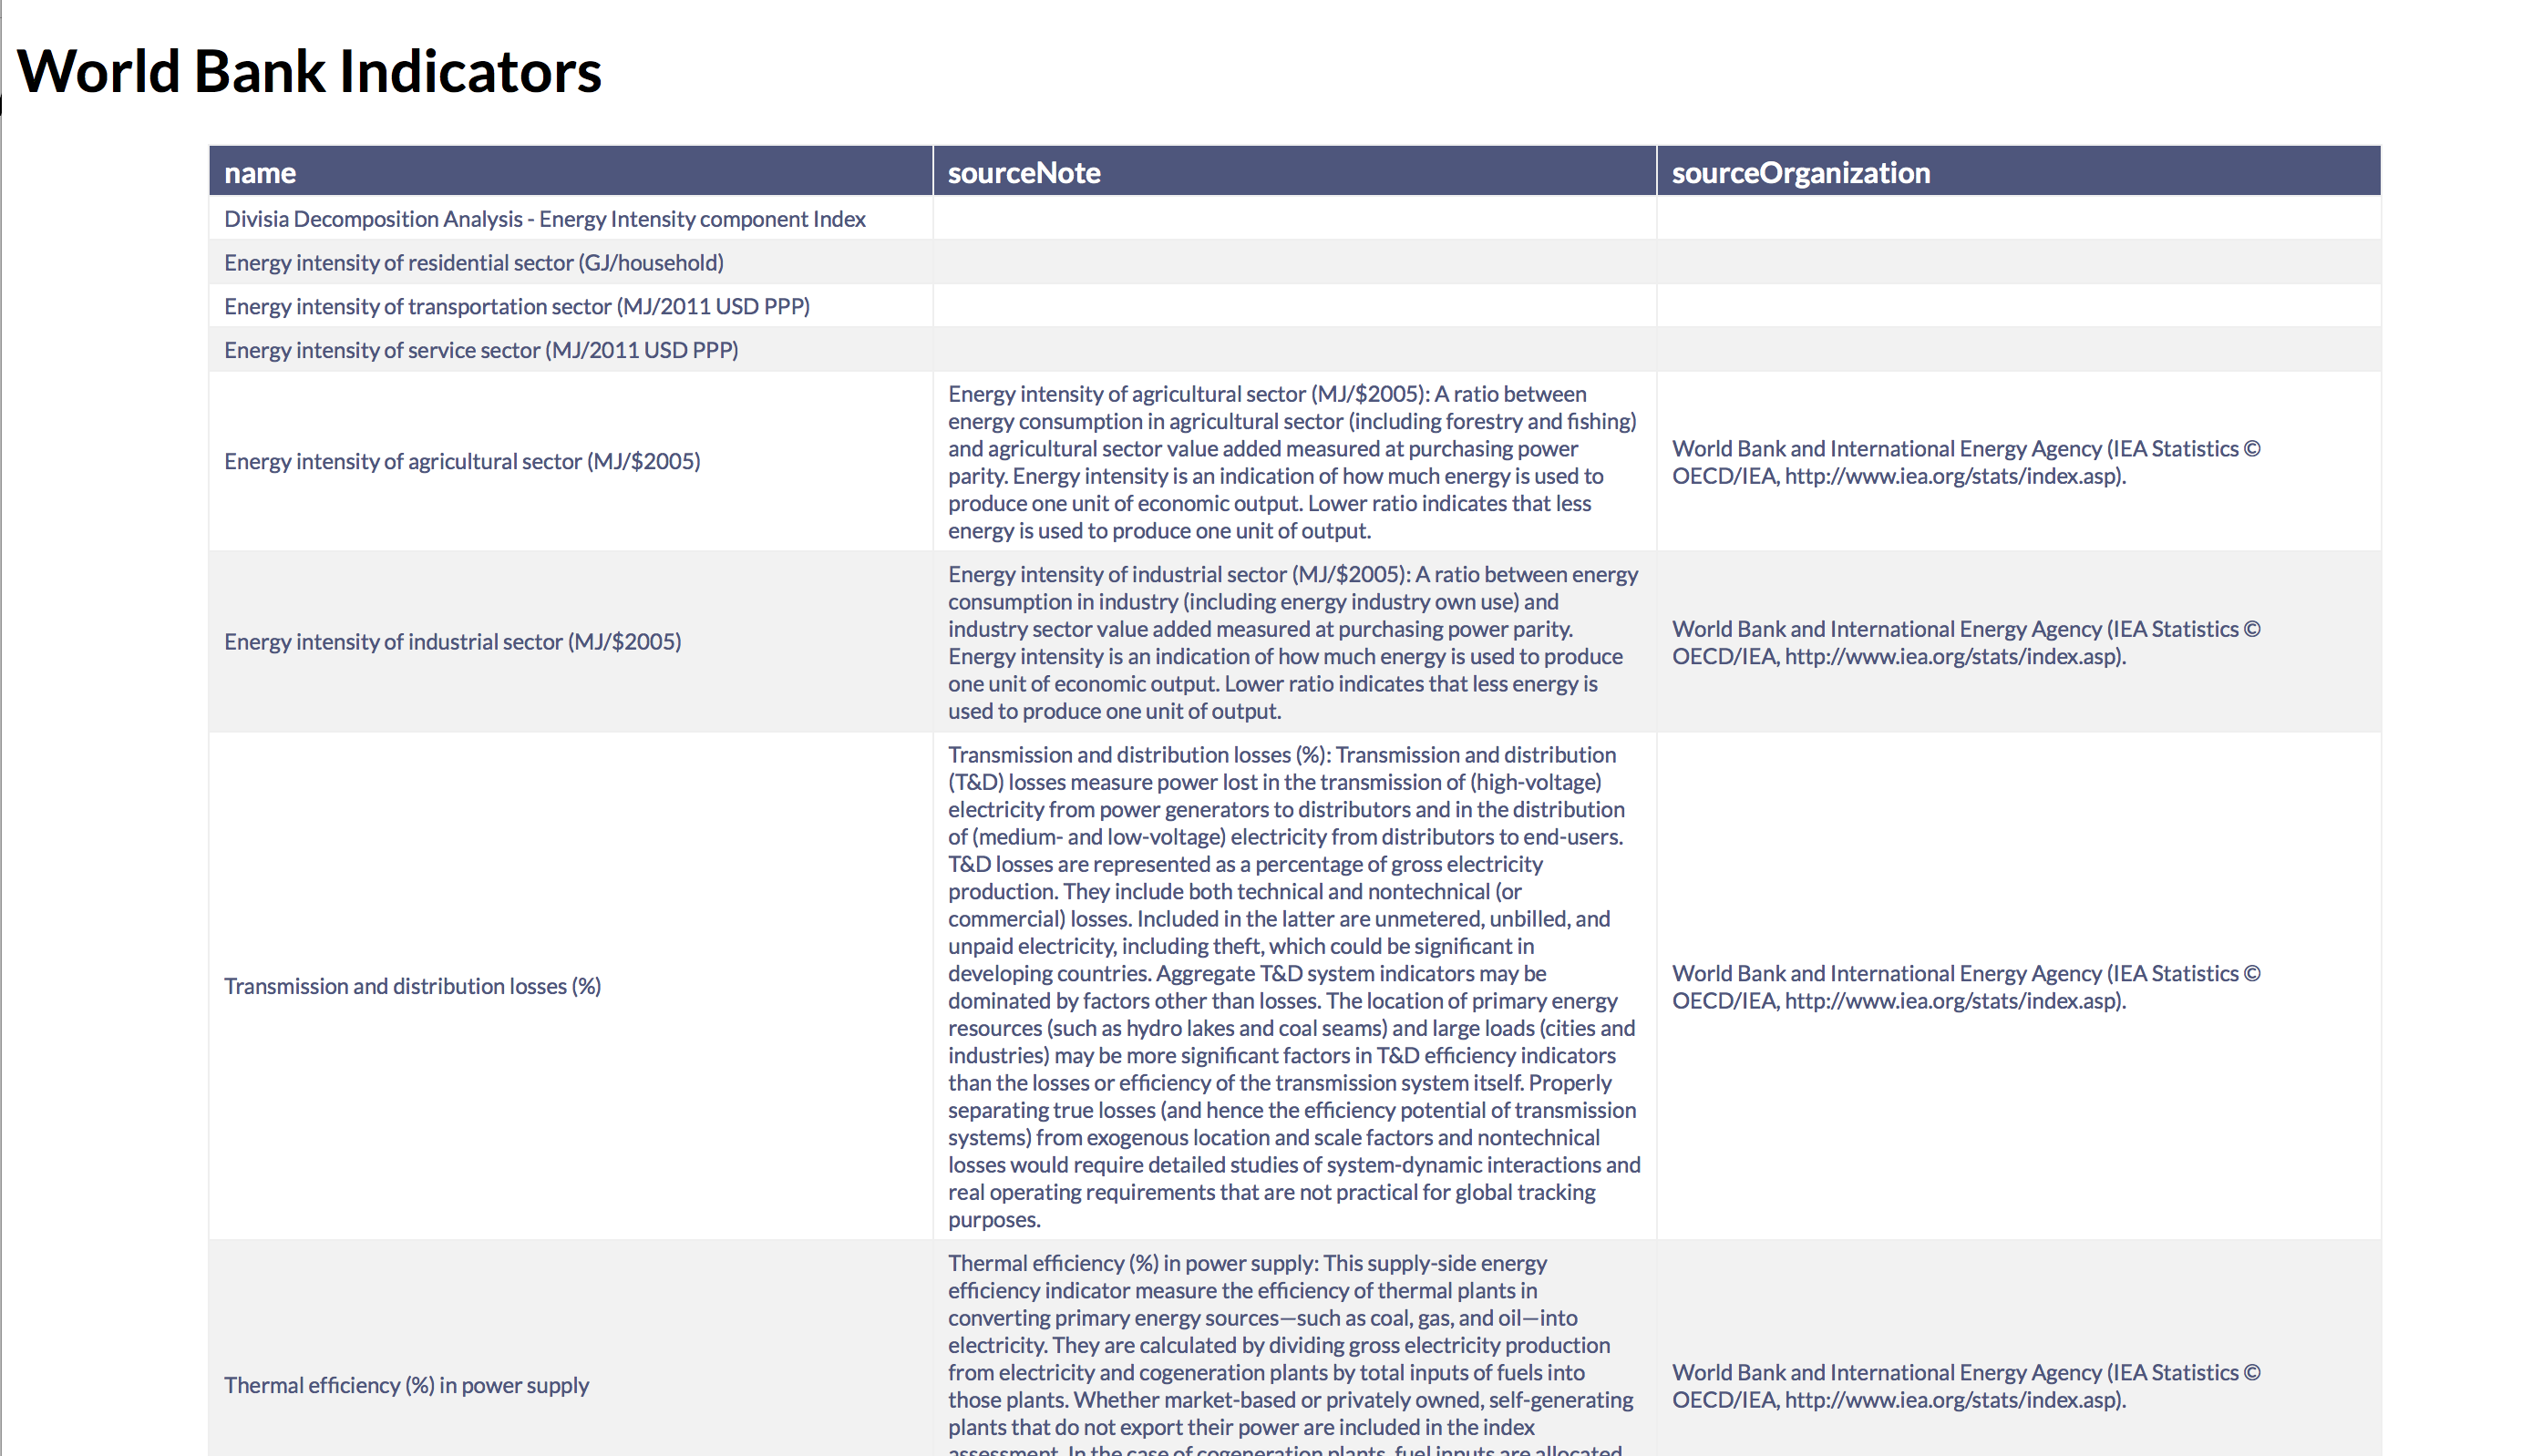 World Bank Indicators
name
sourceNote
sourceOrganization
Divisia Decomposition Analysis - Energy Intensity component Index
Energy intensity of residential sector (GJ/household)
Energy intensity of transportation sector (MJ/2011 USD PPP)
Energy intensity of service sector (MJ/2011 USD PPP)
Energy intensity of agricultural sector (MJ/$2005)
Energy intensity of agricultural sector (MJ/$2005): A ratio between
energy consumption in agricultural sector (including forestry and fishing)
and agricultural sector value added measured at purchasing power
parity. Energy intensity is an indication of how much energy is used to
produce one unit of economic output. Lower ratio indicates that less
energy is used to produce one unit of output.
World Bank and International Energy Agency (IEA Statistics ©
OECD/IEA, http://www.iea.org/stats/index.asp).
Energy intensity of industrial sector (MJ/$2005)
Energy intensity of industrial sector (MJ/$2005): A ratio between energy
consumption in industry (including energy industry own use) and
industry sector value added measured at purchasing power parity.
Energy intensity is an indication of how much energy is used to produce
one unit of economic output. Lower ratio indicates that less energy is
used to produce one unit of output.
World Bank and International Energy Agency (IEA Statistics ©
OECD/IEA, http://www.iea.org/stats/index.asp).
Transmission and distribution losses (%)
Transmission and distribution losses (%): Transmission and distribution
(T&D) losses measure power lost in the transmission of (high-voltage)
electricity from power generators to distributors and in the distribution
of (medium- and low-voltage) electricity from distributors to end-users.
T&D losses are represented as a percentage of gross electricity
production. They include both technical and nontechnical (or
commercial) losses. Included in the latter are unmetered, unbilled, and
unpaid electricity, including theft, which could be significant in
developing countries. Aggregate T&D system indicators may be
dominated by factors other than losses. The location of primary energy
resources (such as hydro lakes and coal seams) and large loads (cities and
industries) may be more significant factors in T&D efficiency indicators
than the losses or efficiency of the transmission system itself. Properly
separating true losses (and hence the efficiency potential of transmission
systems) from exogenous location and scale factors and nontechnical
losses would require detailed studies of system-dynamic interactions and
real operating requirements that are not practical for global tracking
purposes.
World Bank and International Energy Agency (IEA Statistics ©
OECD/IEA, http://www.iea.org/stats/index.asp).
Thermal efficiency (%) in power supply
Thermal efficiency (%) in power supply: This supply-side energy
efficiency indicator measure the efficiency of thermal plants in
converting primary energy sources—such as coal, gas, and oil—into
electricity. They are calculated by dividing gross electricity production
from electricity and cogeneration plants by total inputs of fuels into
those plants. Whether market-based or privately owned, self-generating
plants that do not export their power are included in the index
assessment. In the case of cogeneration plants, fuel inputs are allocated
World Bank and International Energy Agency (IEA Statistics ©
OECD/IEA, http://www.iea.org/stats/index.asp).